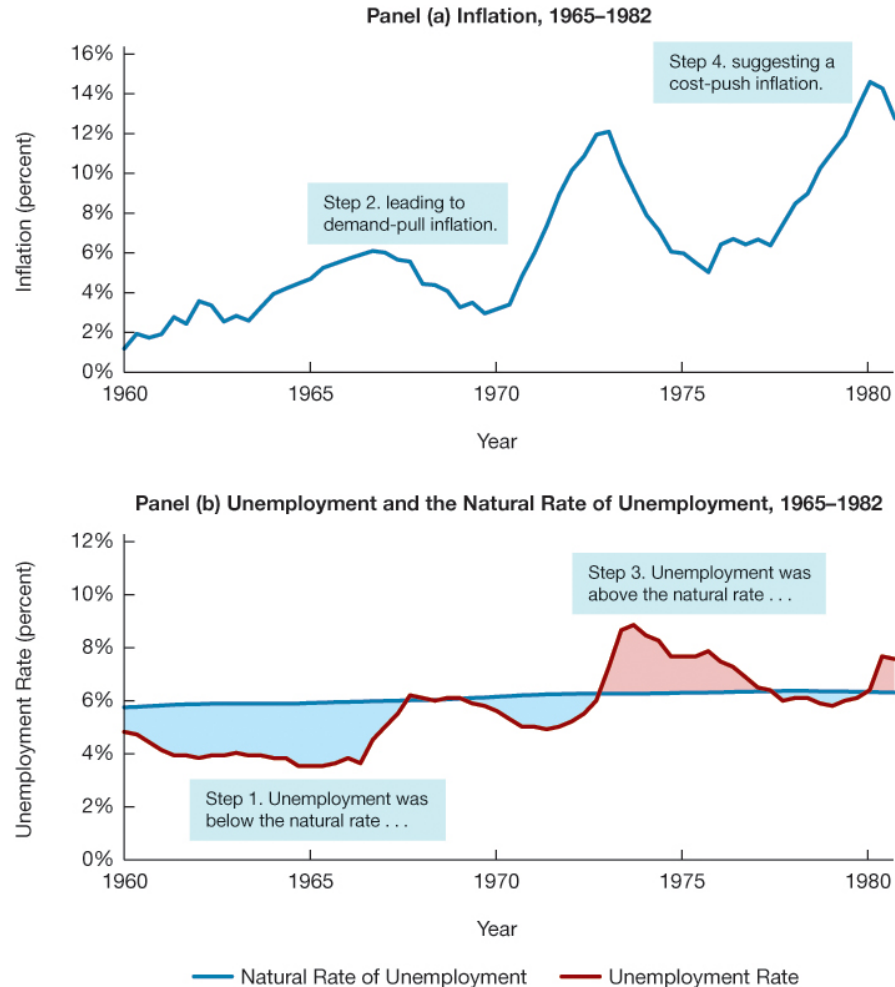 Panel (a) Inflation, 1965–1982
16%
14%
12%
10%
8%
6%
4%
2%
0%
Inflation (percent)
Step 4. suggesting a
cost-push inflation.
Step 2. leading to
demand-pull inflation.
1960 1965 1970 1975 1980
Year
Panel (b) Unemployment and the Natural Rate of Unemployment, 1965–1982
12%
10%
8%
6%
4%
2%
0%
Unemployment Rate (percent)
Step 3. Unemployment was
above the natural rate . . .
Step 1. Unemployment was
below the natural rate . . .
1960 1965 1970 1975 1980
Year
Natural Rate of Unemployment Unemployment Rate